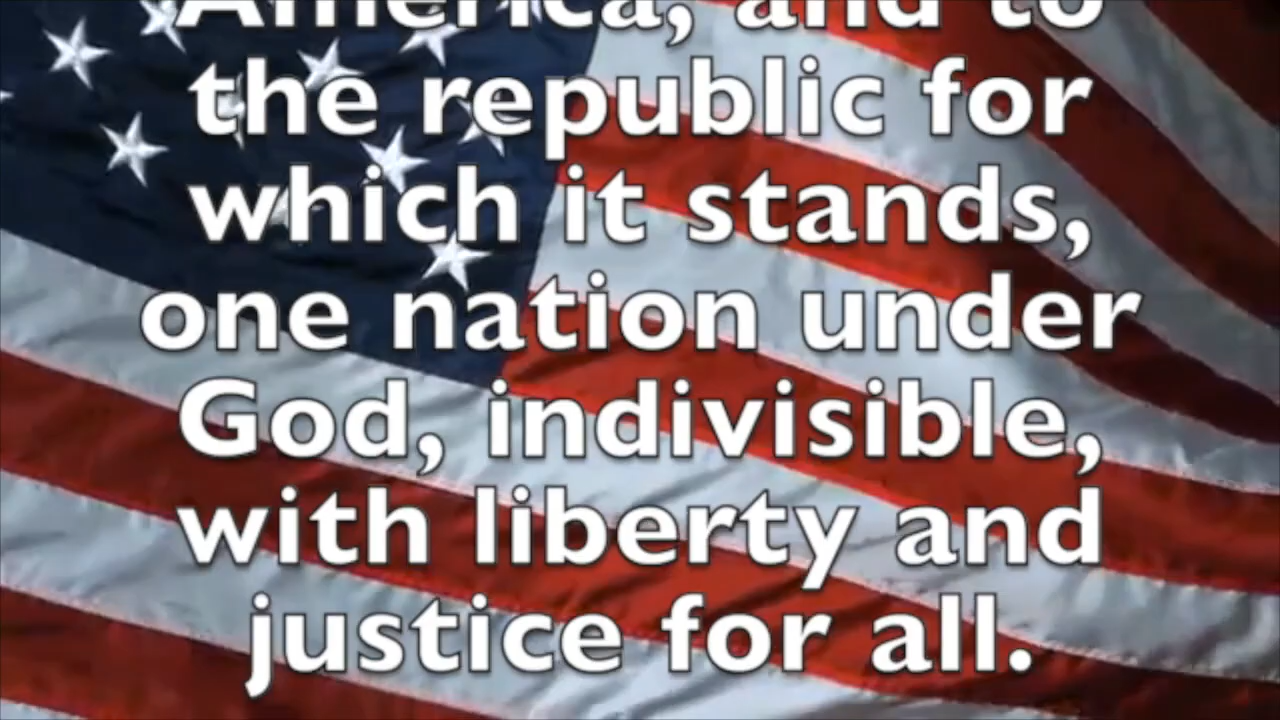 America, and to
the republic for
which it stands,
one nation under
God, indivisible,
with liberty and
justice for all.